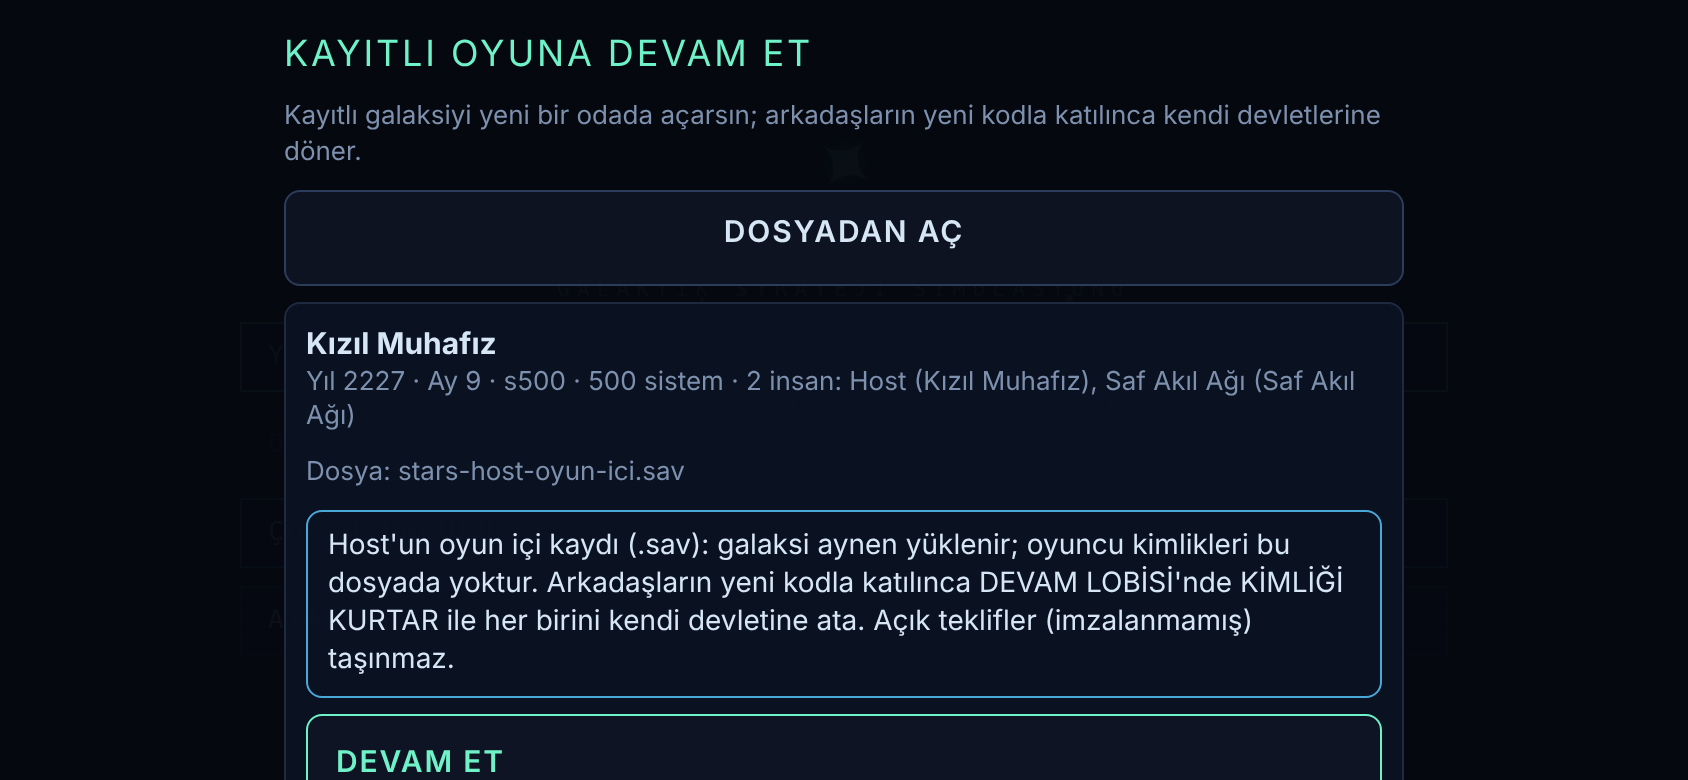 KAYITLI OYUNA DEVAM ET
Kayıtlı galaksiyi yeni bir odada açarsın; arkadaşların yeni kodla katılınca kendi devletlerine
döner.
DOSYADAN AÇ
GALAKTİK STRATEJİ SİMÜLASYONU
Kızıl Muhafız
Yıl 2227 · Ay 9 · s500 · 500 sistem · 2 insan: Host (Kızıl Muhafız), Saf Akıl Ağı (Saf Akıl
Ağı)
Dosya: stars-host-oyun-ici.sav
Host'un oyun içi kaydı (.sav): galaksi aynen yüklenir; oyuncu kimlikleri bu
dosyada yoktur. Arkadaşların yeni kodla katılınca DEVAM LOBİSİ'nde KİMLİĞİ
KURTAR ile her birini kendi devletine ata. Açık teklifler (imzalanmamış)
taşınmaz.
DEVAM ET